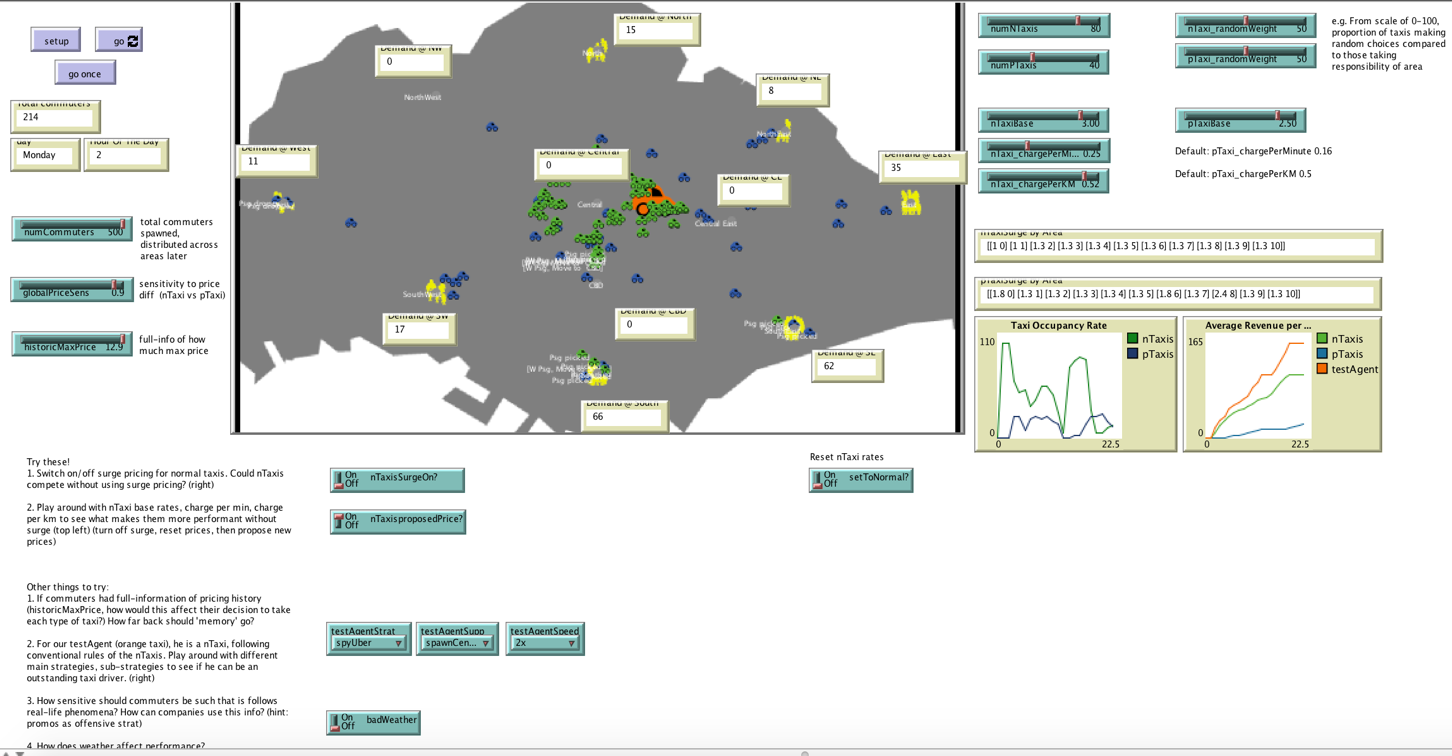 setup
go
go once
Total commuters
214
day
Monday
Hour Of The Day
2
numCommuters 500
total commuters
spawned,
distributed across
areas later
globalPriceSens 0.9
sensitivity to price
diff (nTaxi vs pTaxi)
historicMaxPrice 12.9
full-info of how
much max price
Demand @ North
15
Demand @ NW
0
NorthWest
Demand @ NE
8
Demand @ West
11
Demand @ Central
0
Central
Demand @ CE
0
Central East
Demand @ East
35
CBD
SouthWest
Demand @ SW
17
Demand @ CBD
0
Psg picked
Demand @ SE
62
Psg picked
[W Psg, Move to
Psg picked
Demand @ South
66
numNTaxis 80
numPTaxis 40
nTaxi_randomWeight 50
pTaxi_randomWeight 50
e.g. From scale of 0-100,
proportion of taxis making
random choices compared
to those taking
responsibility of area
nTaxiBase 3.00
nTaxi_chargePerMi... 0.25
nTaxi_chargePerKM 0.52
pTaxiBase 2.50
Default: pTaxi_chargePerMinute 0.16
Default: pTaxi_chargePerKM 0.5
nTaxiSurge by Area
[[1 0] [1 1] [1.3 2] [1.3 3] [1.3 4] [1.3 5] [1.3 6] [1.3 7] [1.3 8] [1.3 9] [1.3 10]]
pTaxiSurge by Area
[[1.8 0] [1.3 1] [1.3 2] [1.3 3] [1.3 4] [1.3 5] [1.8 6] [1.3 7] [2.4 8] [1.3 9] [1.3 10]]
Taxi Occupancy Rate
110
0
0
22.5
nTaxis
pTaxis
Average Revenue per ...
165
0
0
22.5
nTaxis
pTaxis
testAgent
Try these!
1. Switch on/off surge pricing for normal taxis. Could nTaxis
compete without using surge pricing? (right)
2. Play around with nTaxi base rates, charge per min, charge
per km to see what makes them more performant without
surge (top left) (turn off surge, reset prices, then propose new
prices)
On
Off
nTaxisSurgeOn?
On
Off
nTaxisproposedPrice?
Reset nTaxi rates
On
Off
setToNormal?
Other things to try:
1. If commuters had full-information of pricing history
(historicMaxPrice, how would this affect their decision to take
each type of taxi?) How far back should 'memory' go?
2. For our testAgent (orange taxi), he is a nTaxi, following
conventional rules of the nTaxis. Play around with different
main strategies, sub-strategies to see if he can be an
outstanding taxi driver. (right)
3. How sensitive should commuters be such that is follows
real-life phenomena? How can companies use this info? (hint:
promos as offensive strat)
4. How does weather affect performance?
testAgentStrat
spyUber
testAgentSupp
spawnCen...
testAgentSpeed
2x
On
Off
badWeather